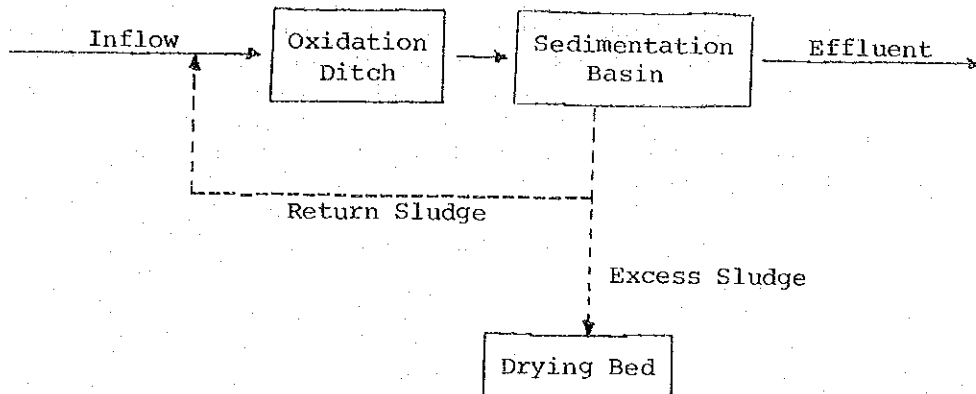 Inflow
Oxidation
Ditch
Sedimentation
Basin
Effluent
Return Sludge
Excess Sludge
Drying Bed